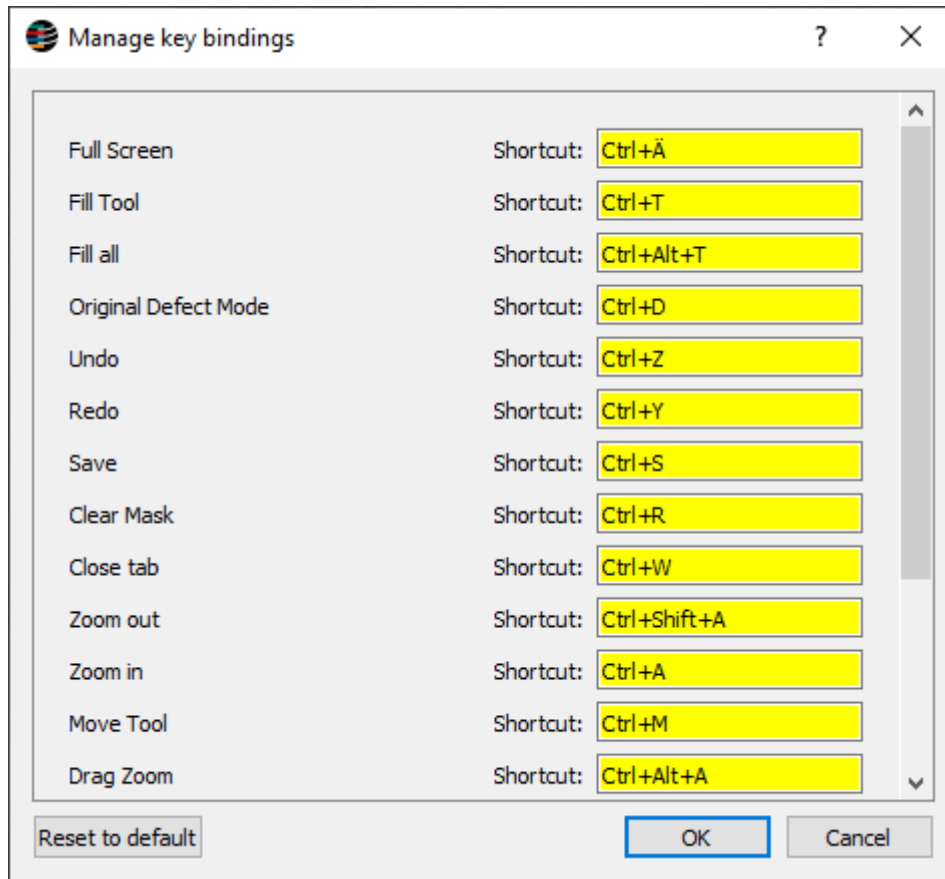 Manage key bindings ?
Full Screen Shortcut: Ctrl+Ä
Fill Tool Shortcut: Ctrl+T
Fill all Shortcut: Ctrl+Alt+T
Original Defect Mode Shortcut: Ctrl+D
Undo Shortcut: Ctrl+Z
Redo Shortcut: Ctrl+Y
Save Shortcut: Ctrl+S
Clear Mask Shortcut: Ctrl+R
Close tab Shortcut: Ctrl+W
Zoom out Shortcut: Ctrl+Shift+A
Zoom in Shortcut: Ctrl+A
Move Tool Shortcut: Ctrl+M
Drag Zoom Shortcut: Ctrl+Alt+A
Reset to default OK Cancel